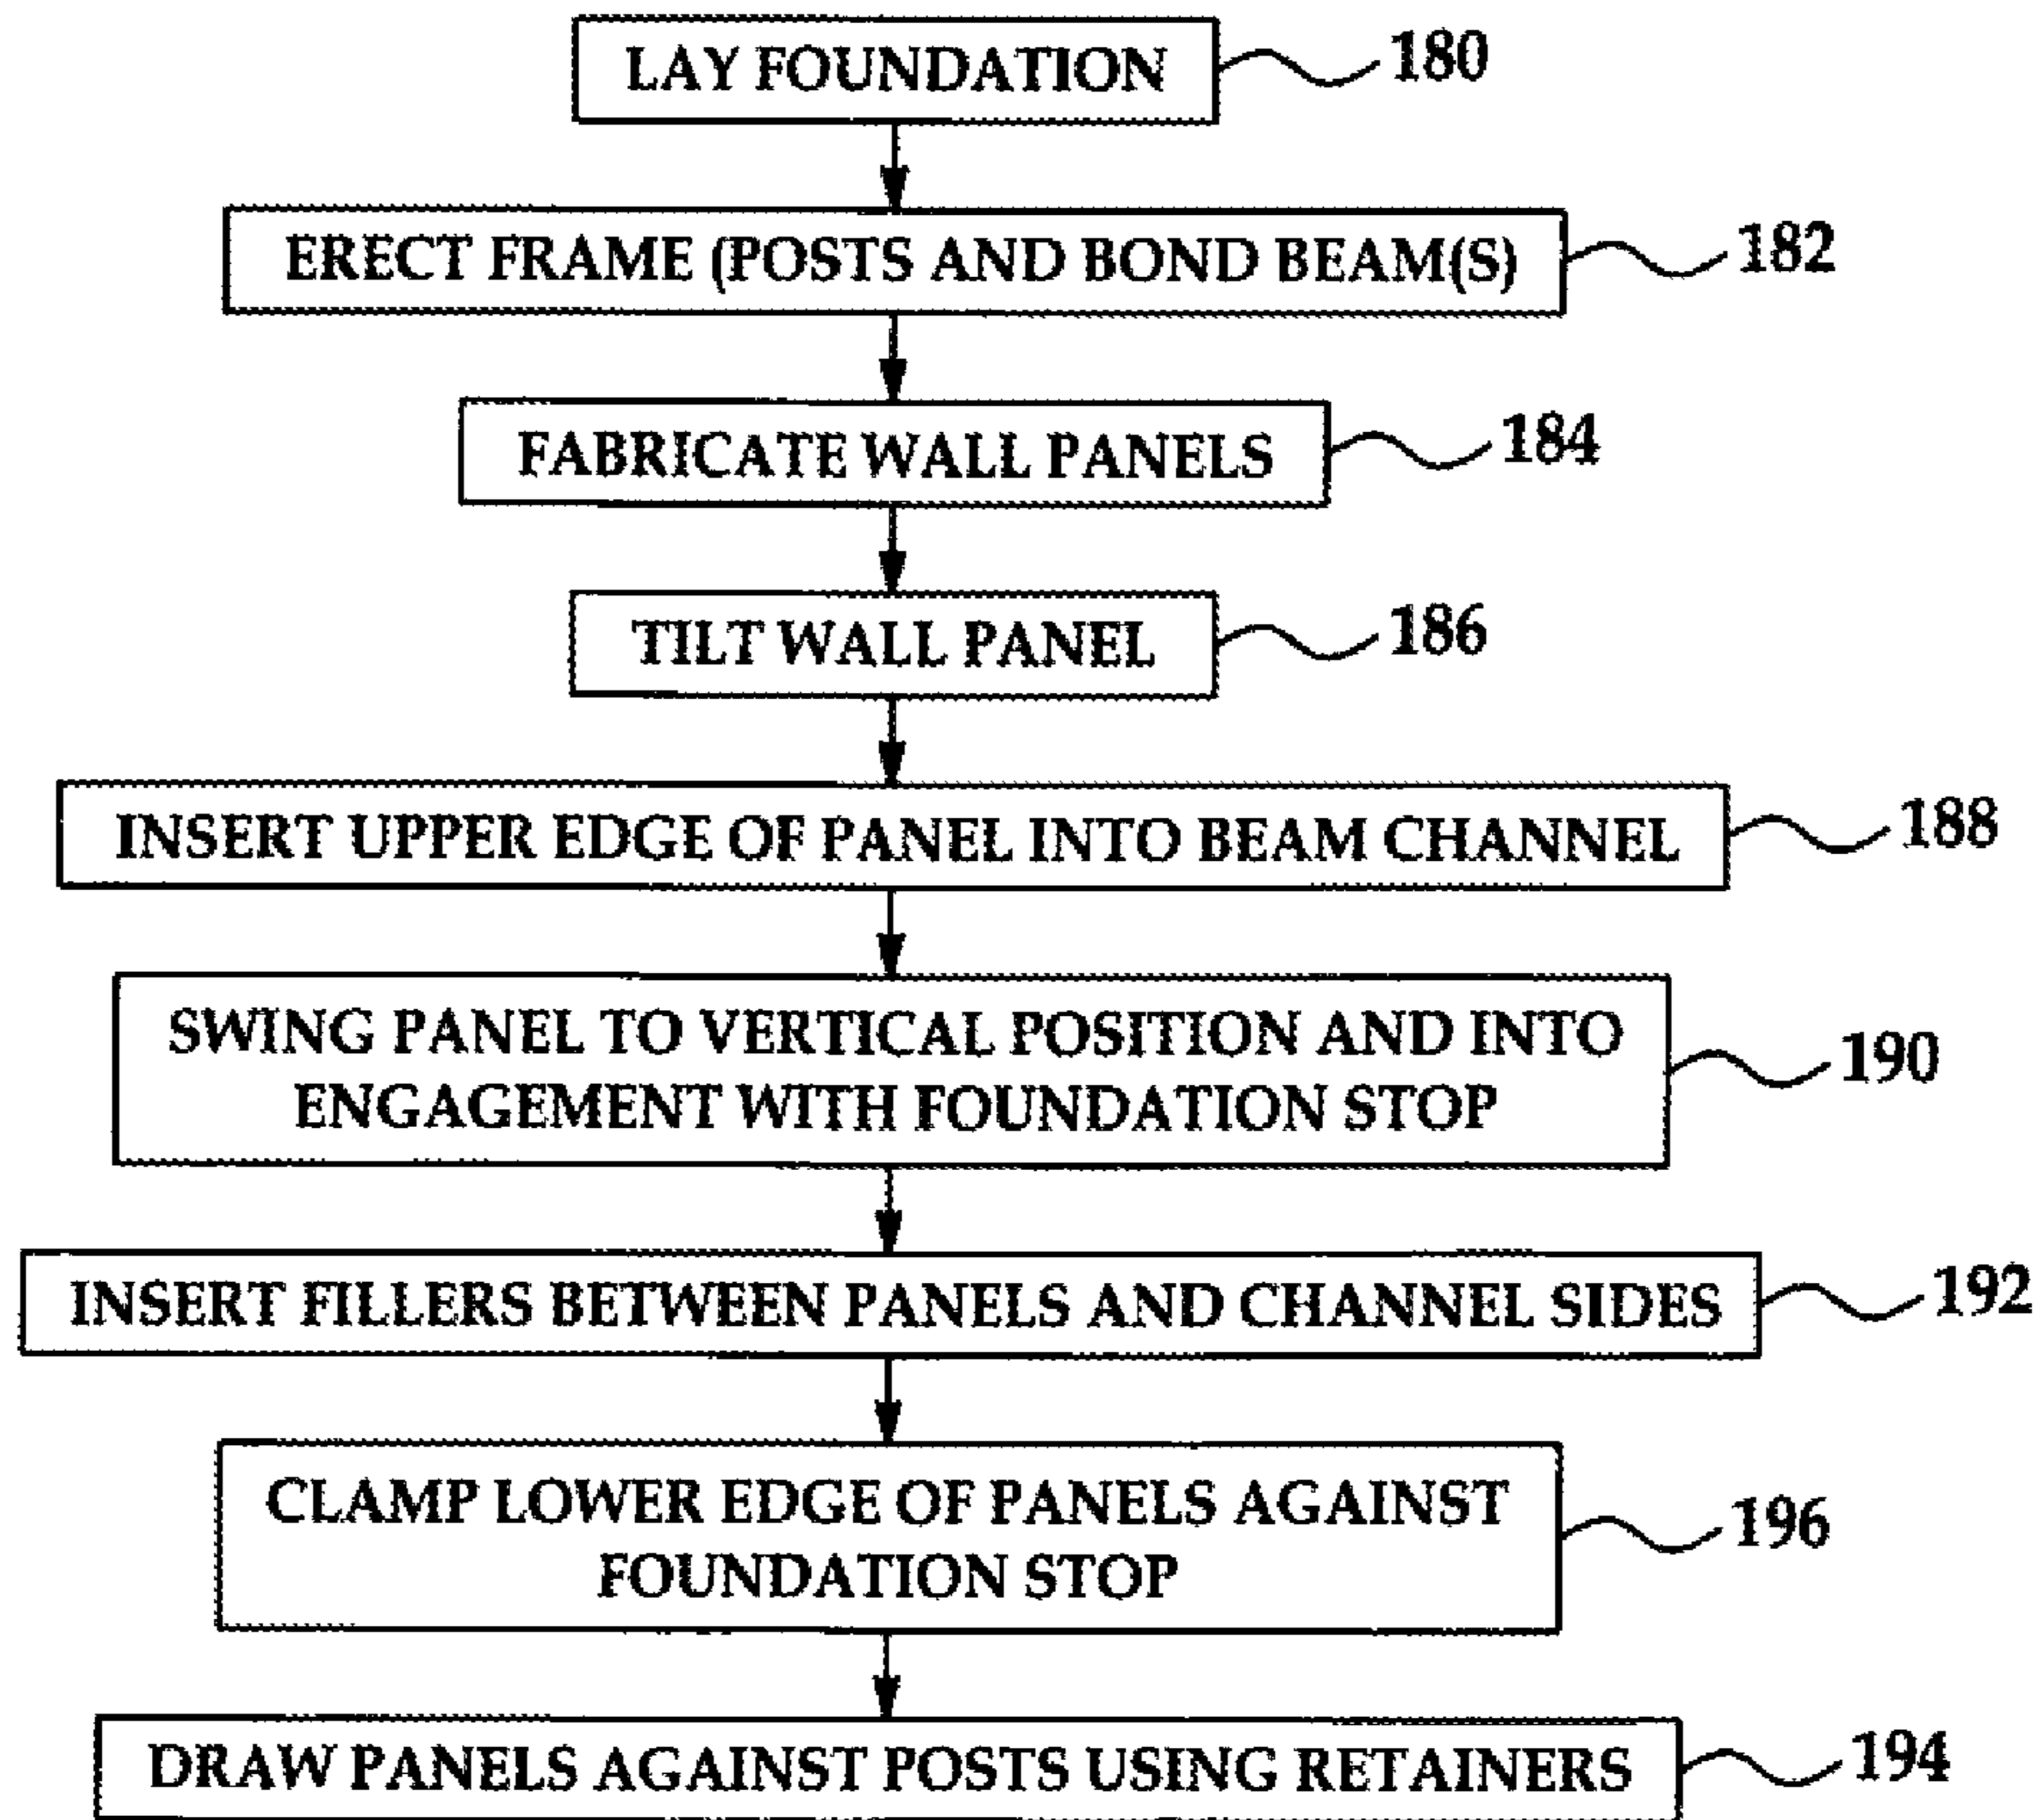 LAY FOUNDATION 180
ERECT FRAME (POSTS AND BOND BEAM(S) 182
FABRICATE WALL PANELS 184
TILT WALL PANEL 186
INSERT UPPER EDGE OF PANEL INTO BEAM CHANNEL 188
SWING PANEL TO VERTICAL POSITION AND INTO
ENGAGEMENT WITH FOUNDATION STOP 190
INSERT FILLERS BETWEEN PANELS AND CHANNEL SIDES 192
CLAMP LOWER EDGE OF PANELS AGAINST
FOUNDATION STOP 196
DRAW PANELS AGAINST POSTS USING RETAINERS 194